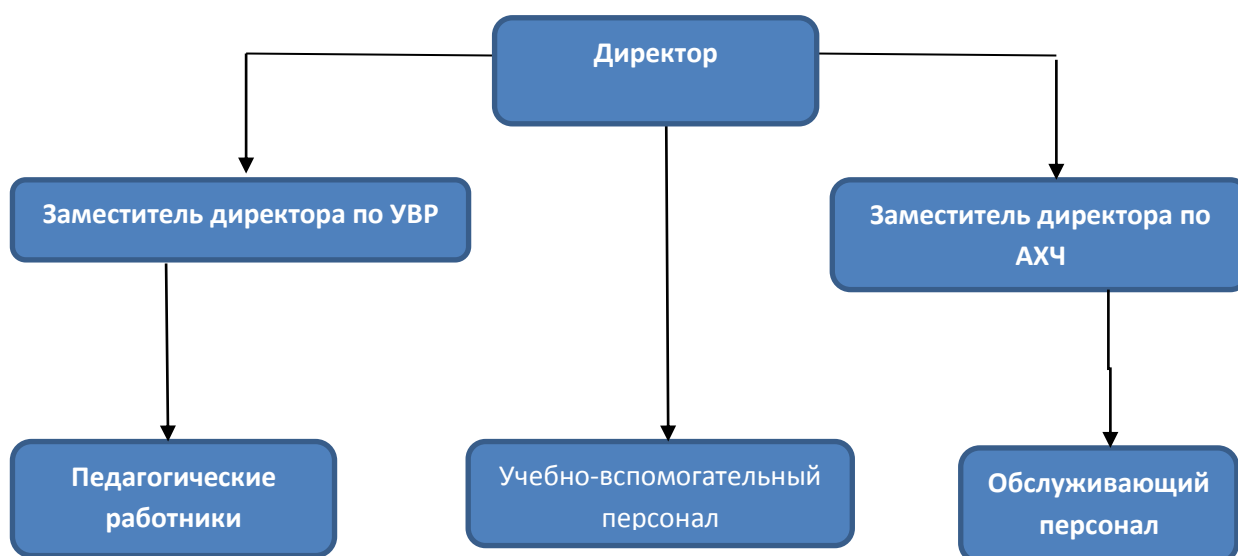 Директор
Заместитель директора по УВР
Заместитель директора по
АХЧ
Педагогические
работники
Учебно-вспомогательный
персонал
Обслуживающий
персонал